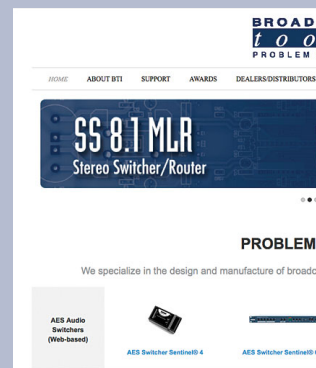 BROAD
too
PROBLEM
HOME ABOUT BTI SUPPORT AWARDS DEALERS/DISTRIBUTORS
SS 8.1 MLR
Stereo Switcher/Router
PROBLEM
We specialize in the design and manufacture of broadc
AES Audio
Switchers
(Web-based)
AES Switcher Sentinel® 4
AES Switcher Sentinel®